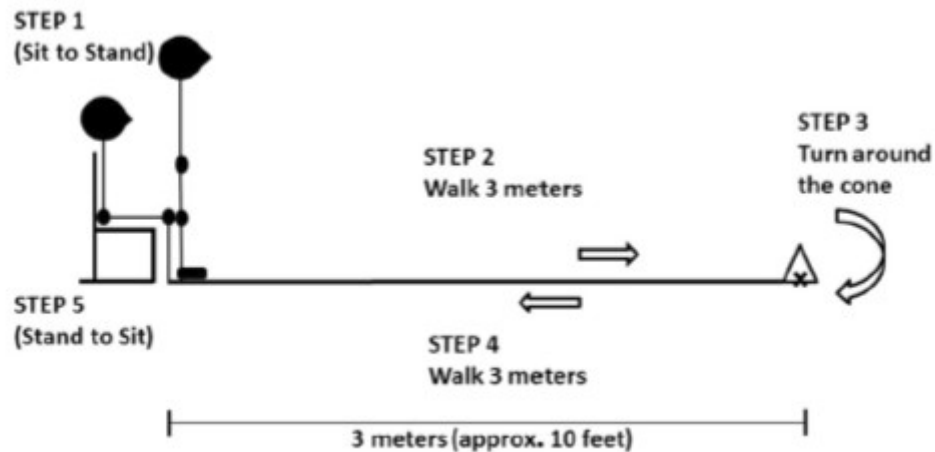 STEP 1
(Sit to Stand)
STEP 2
Walk 3 meters
STEP 3
Turn around
the cone
x
STEP 5
(Stand to Sit)
STEP 4
Walk 3 meters
3 meters (approx. 10 feet)